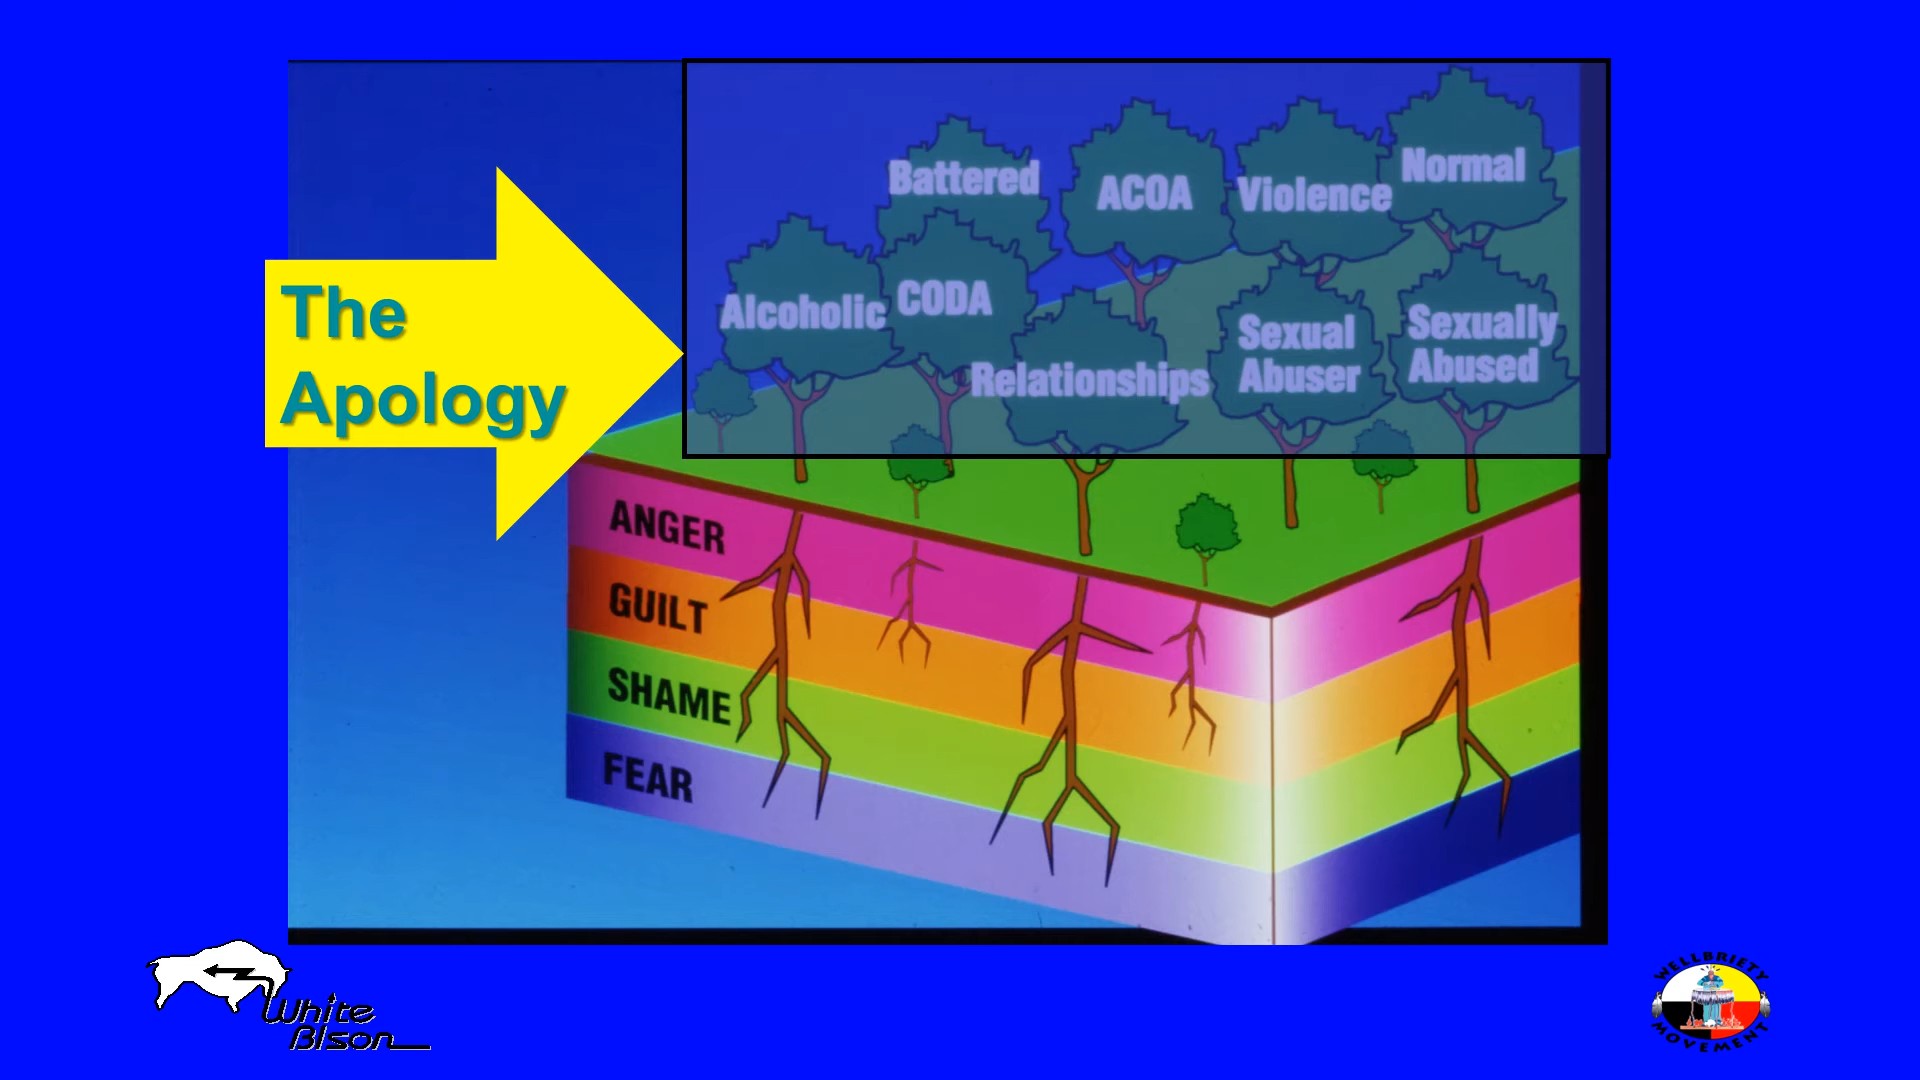 The
Apology
Battered
ACOA
Violence
Normal
Alcoholic
CODA
Relationships
Sexual
Abuser
Sexually
Abused
ANGER
GUILT
SHAME
FEAR
White
Bison
WELLBRIETY
MOVEMENT